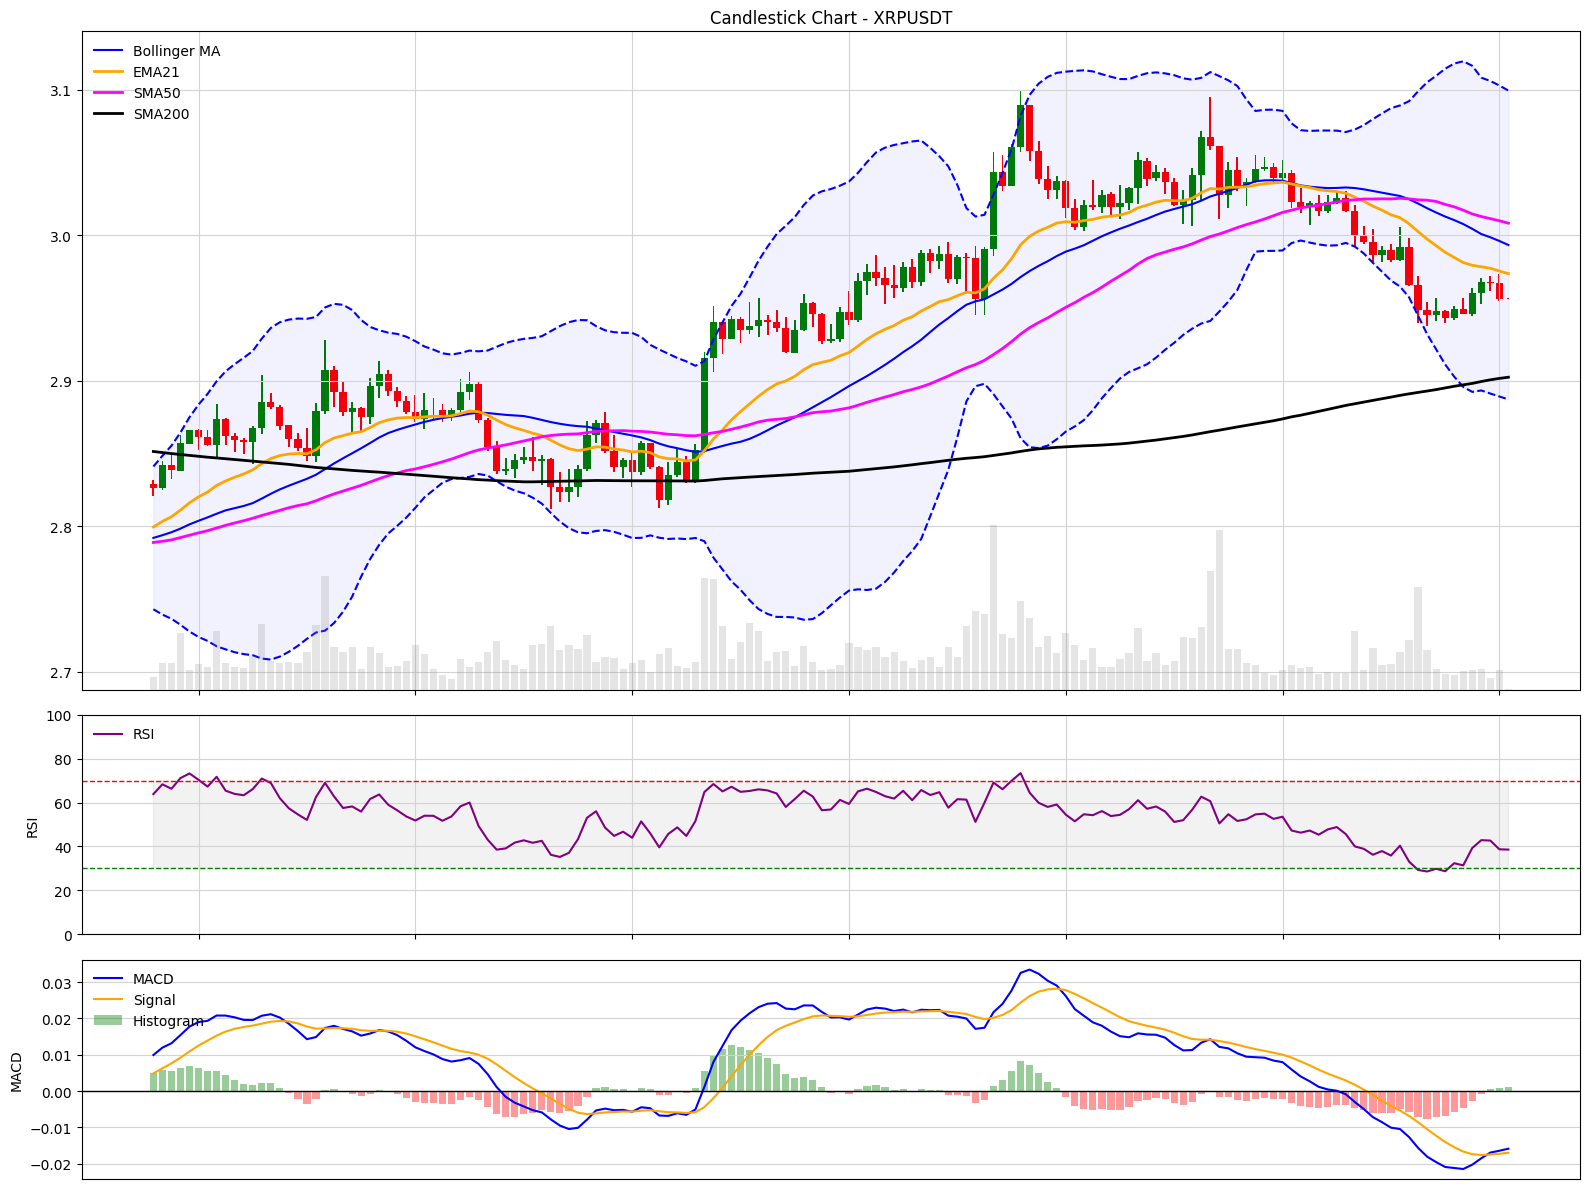 Candlestick Chart - XRPUSDT
Bollinger MA
EMA21
SMA50
SMA200
3.1
3.0
2.9
2.8
2.7
RSI
100
80
60
40
20
0
RSI
MACD
Signal
Histogram
0.03
0.02
0.01
0.00
−0.01
−0.02
MACD